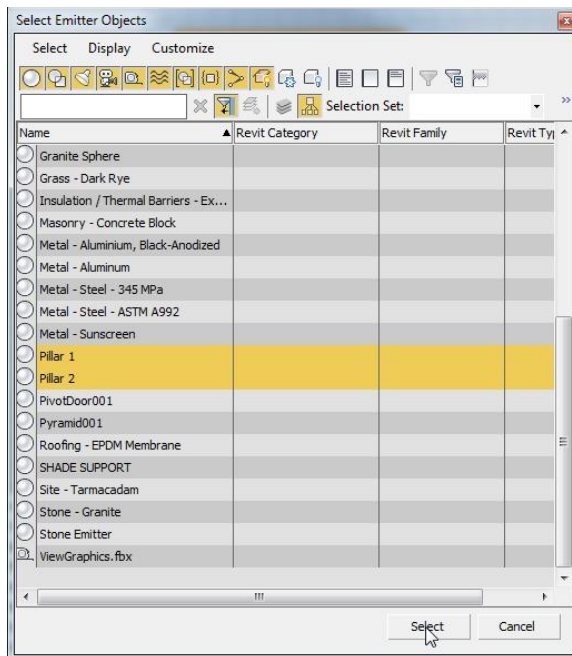 Select Emitter Objects
Select Display Customize
Selection Set:
Name Revit Category Revit Family Revit Typ
Granite Sphere
Grass - Dark Rye
Insulation / Thermal Barriers - Ex...
Masonry - Concrete Block
Metal - Aluminium, Black-Anodized
Metal - Aluminum
Metal - Steel - 345 MPa
Metal - Steel - ASTM A992
Metal - Sunscreen
Pillar 1
Pillar 2
PivotDoor001
Pyramid001
Roofing - EPDM Membrane
SHADE SUPPORT
Site - Tarmacadam
Stone - Granite
Stone Emitter
ViewGraphics.fbx
Select Cancel